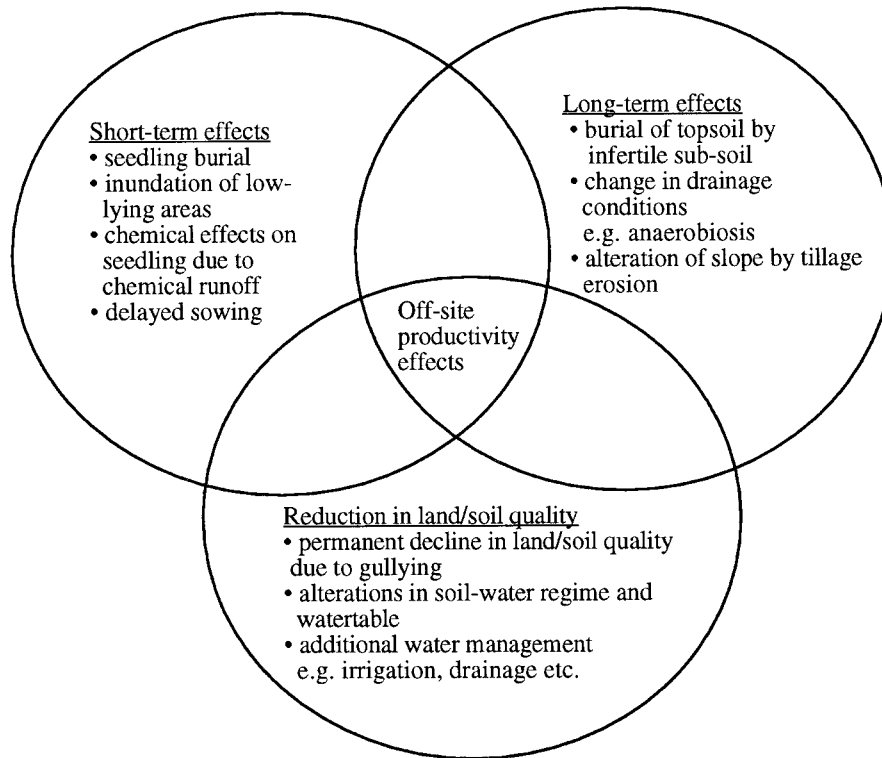 Short-term effects
• seedling burial
• inundation of low-
lying areas
• chemical effects on
seedling due to
chemical runoff
• delayed sowing
Long-term effects
• burial of topsoil by
infertile sub-soil
• change in drainage
conditions
e.g. anaerobiosis
• alteration of slope by tillage
erosion
Off-site
productivity
effects
Reduction in land/soil quality
• permanent decline in land/soil quality
due to gullying
• alterations in soil-water regime and
watertable
• additional water management
e.g. irrigation, drainage etc.